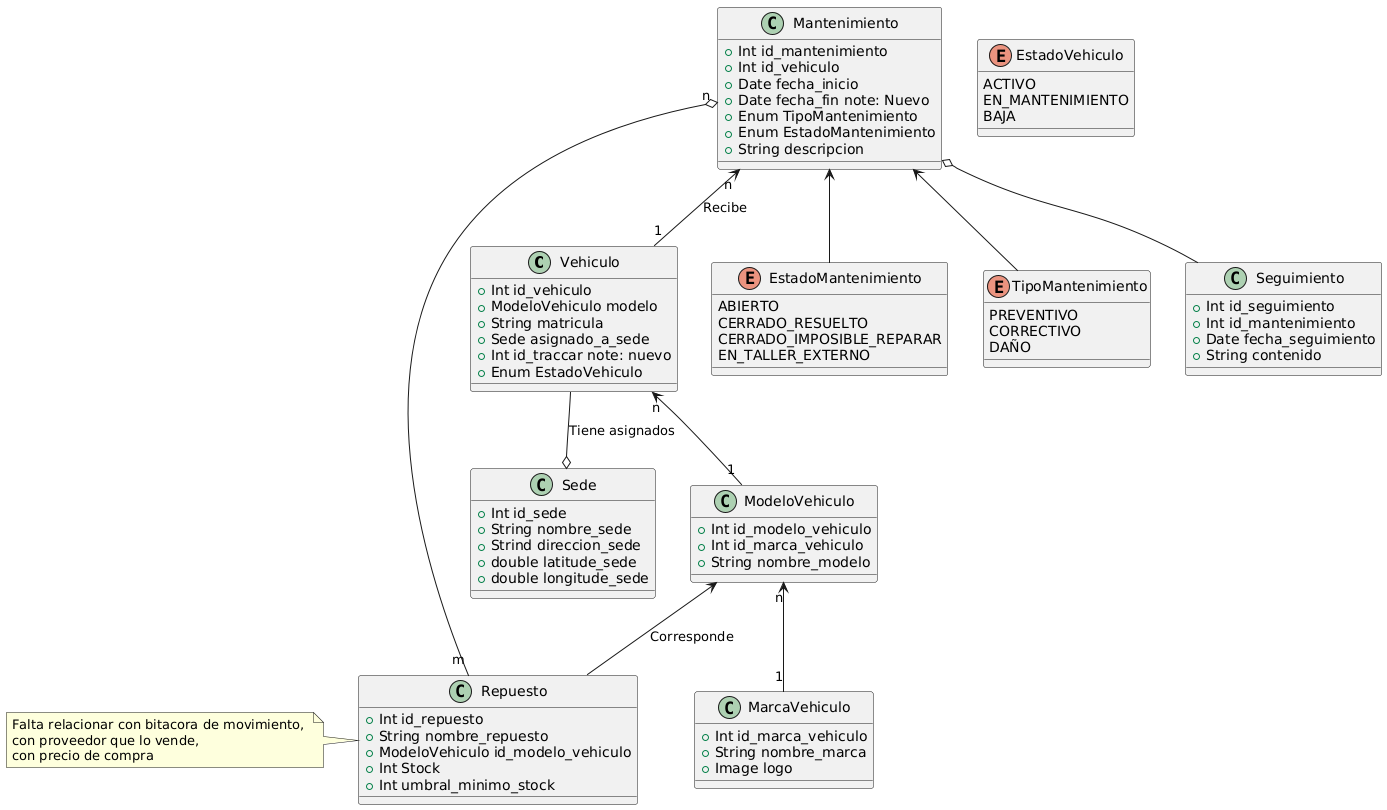 Mantenimiento
Int id_mantenimiento
Int id_vehiculo
Date fecha_inicio
Date fecha_fin note: Nuevo
Enum TipoMantenimiento
Enum EstadoMantenimiento
String descripcion
EstadoVehiculo
ACTIVO
EN_MANTENIMIENTO
BAJA
n
n
Recibe
1
Vehiculo
Int id_vehiculo
ModeloVehiculo modelo
String matricula
Sede asignado_a_sede
Int id_traccar note: nuevo
Enum EstadoVehiculo
EstadoMantenimiento
ABIERTO
CERRADO_RESUELTO
CERRADO_IMPOSIBLE_REPARAR
EN_TALLER_EXTERNO
TipoMantenimiento
PREVENTIVO
CORRECTIVO
DAÑO
Seguimiento
Int id_seguimiento
Int id_mantenimiento
Date fecha_seguimiento
String contenido
n
Tiene asignados
1
Sede
Int id_sede
String nombre_sede
Strind direccion_sede
double latitude_sede
double longitude_sede
ModeloVehiculo
Int id_modelo_vehiculo
Int id_marca_vehiculo
String nombre_modelo
n
Corresponde
m
1
Repuesto
Int id_repuesto
String nombre_repuesto
ModeloVehiculo id_modelo_vehiculo
Int Stock
Int umbral_minimo_stock
Falta relacionar con bitacora de movimiento,
con proveedor que lo vende,
con precio de compra
MarcaVehiculo
Int id_marca_vehiculo
String nombre_marca
Image logo